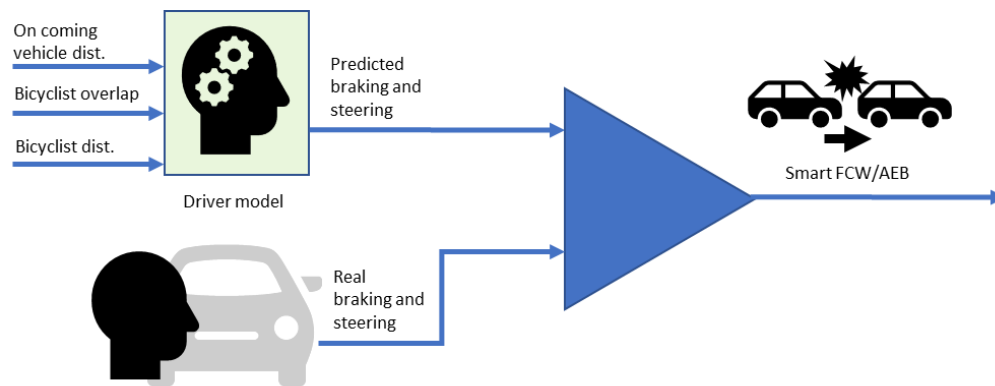 On coming
vehicle dist.
Bicyclist overlap
Bicyclist dist.
Driver model
Predicted
braking and
steering
Smart FCW/AEB
Real
braking and
steering